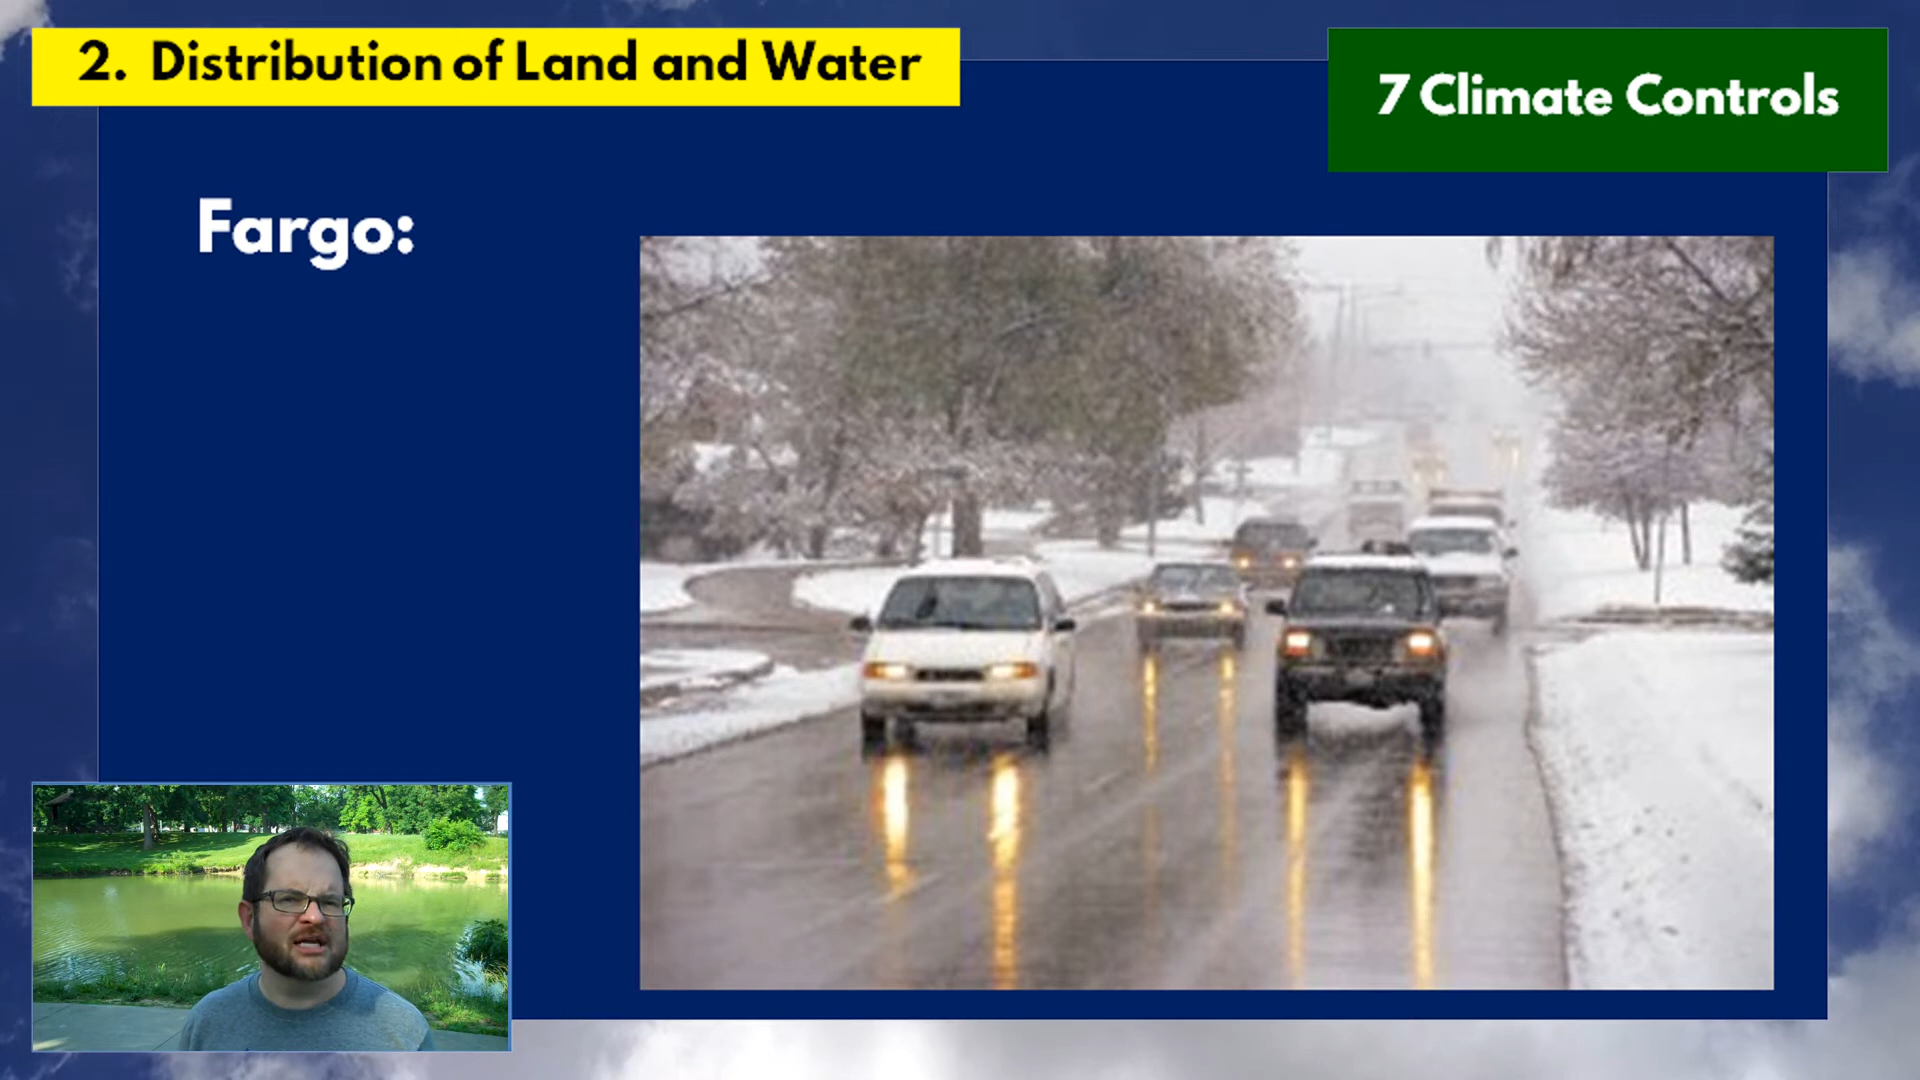 2. Distribution of Land and Water
7 Climate Controls
Fargo: